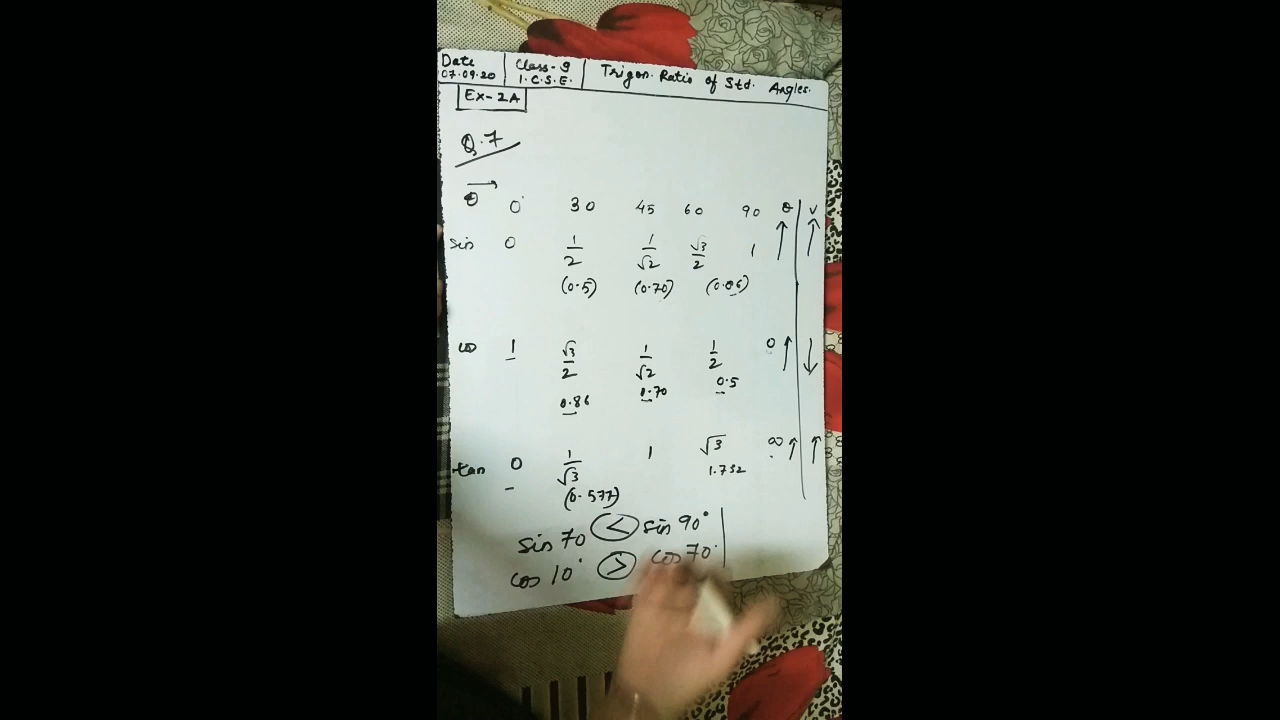 Date 07.09.20 | Class-9 I.C.S.E. | Trigon. Ratio of Std. Angles.
Ex-2A
Q.7
θ → 0° 30 45 60 90 θ v
sin 0 1/2 1/√2 √3/2 1 ↑ ↑
(0.5) (0.70) (0.86)
cos 1 √3/2 1/√2 1/2 0 ↑ ↓
0.86 0.70 0.5
tan 0 1/√3 1 √3 ∞ ↑ ↑
(0.577) 1.732
sin 70 < sin 90°
cos 10° > cos 70°